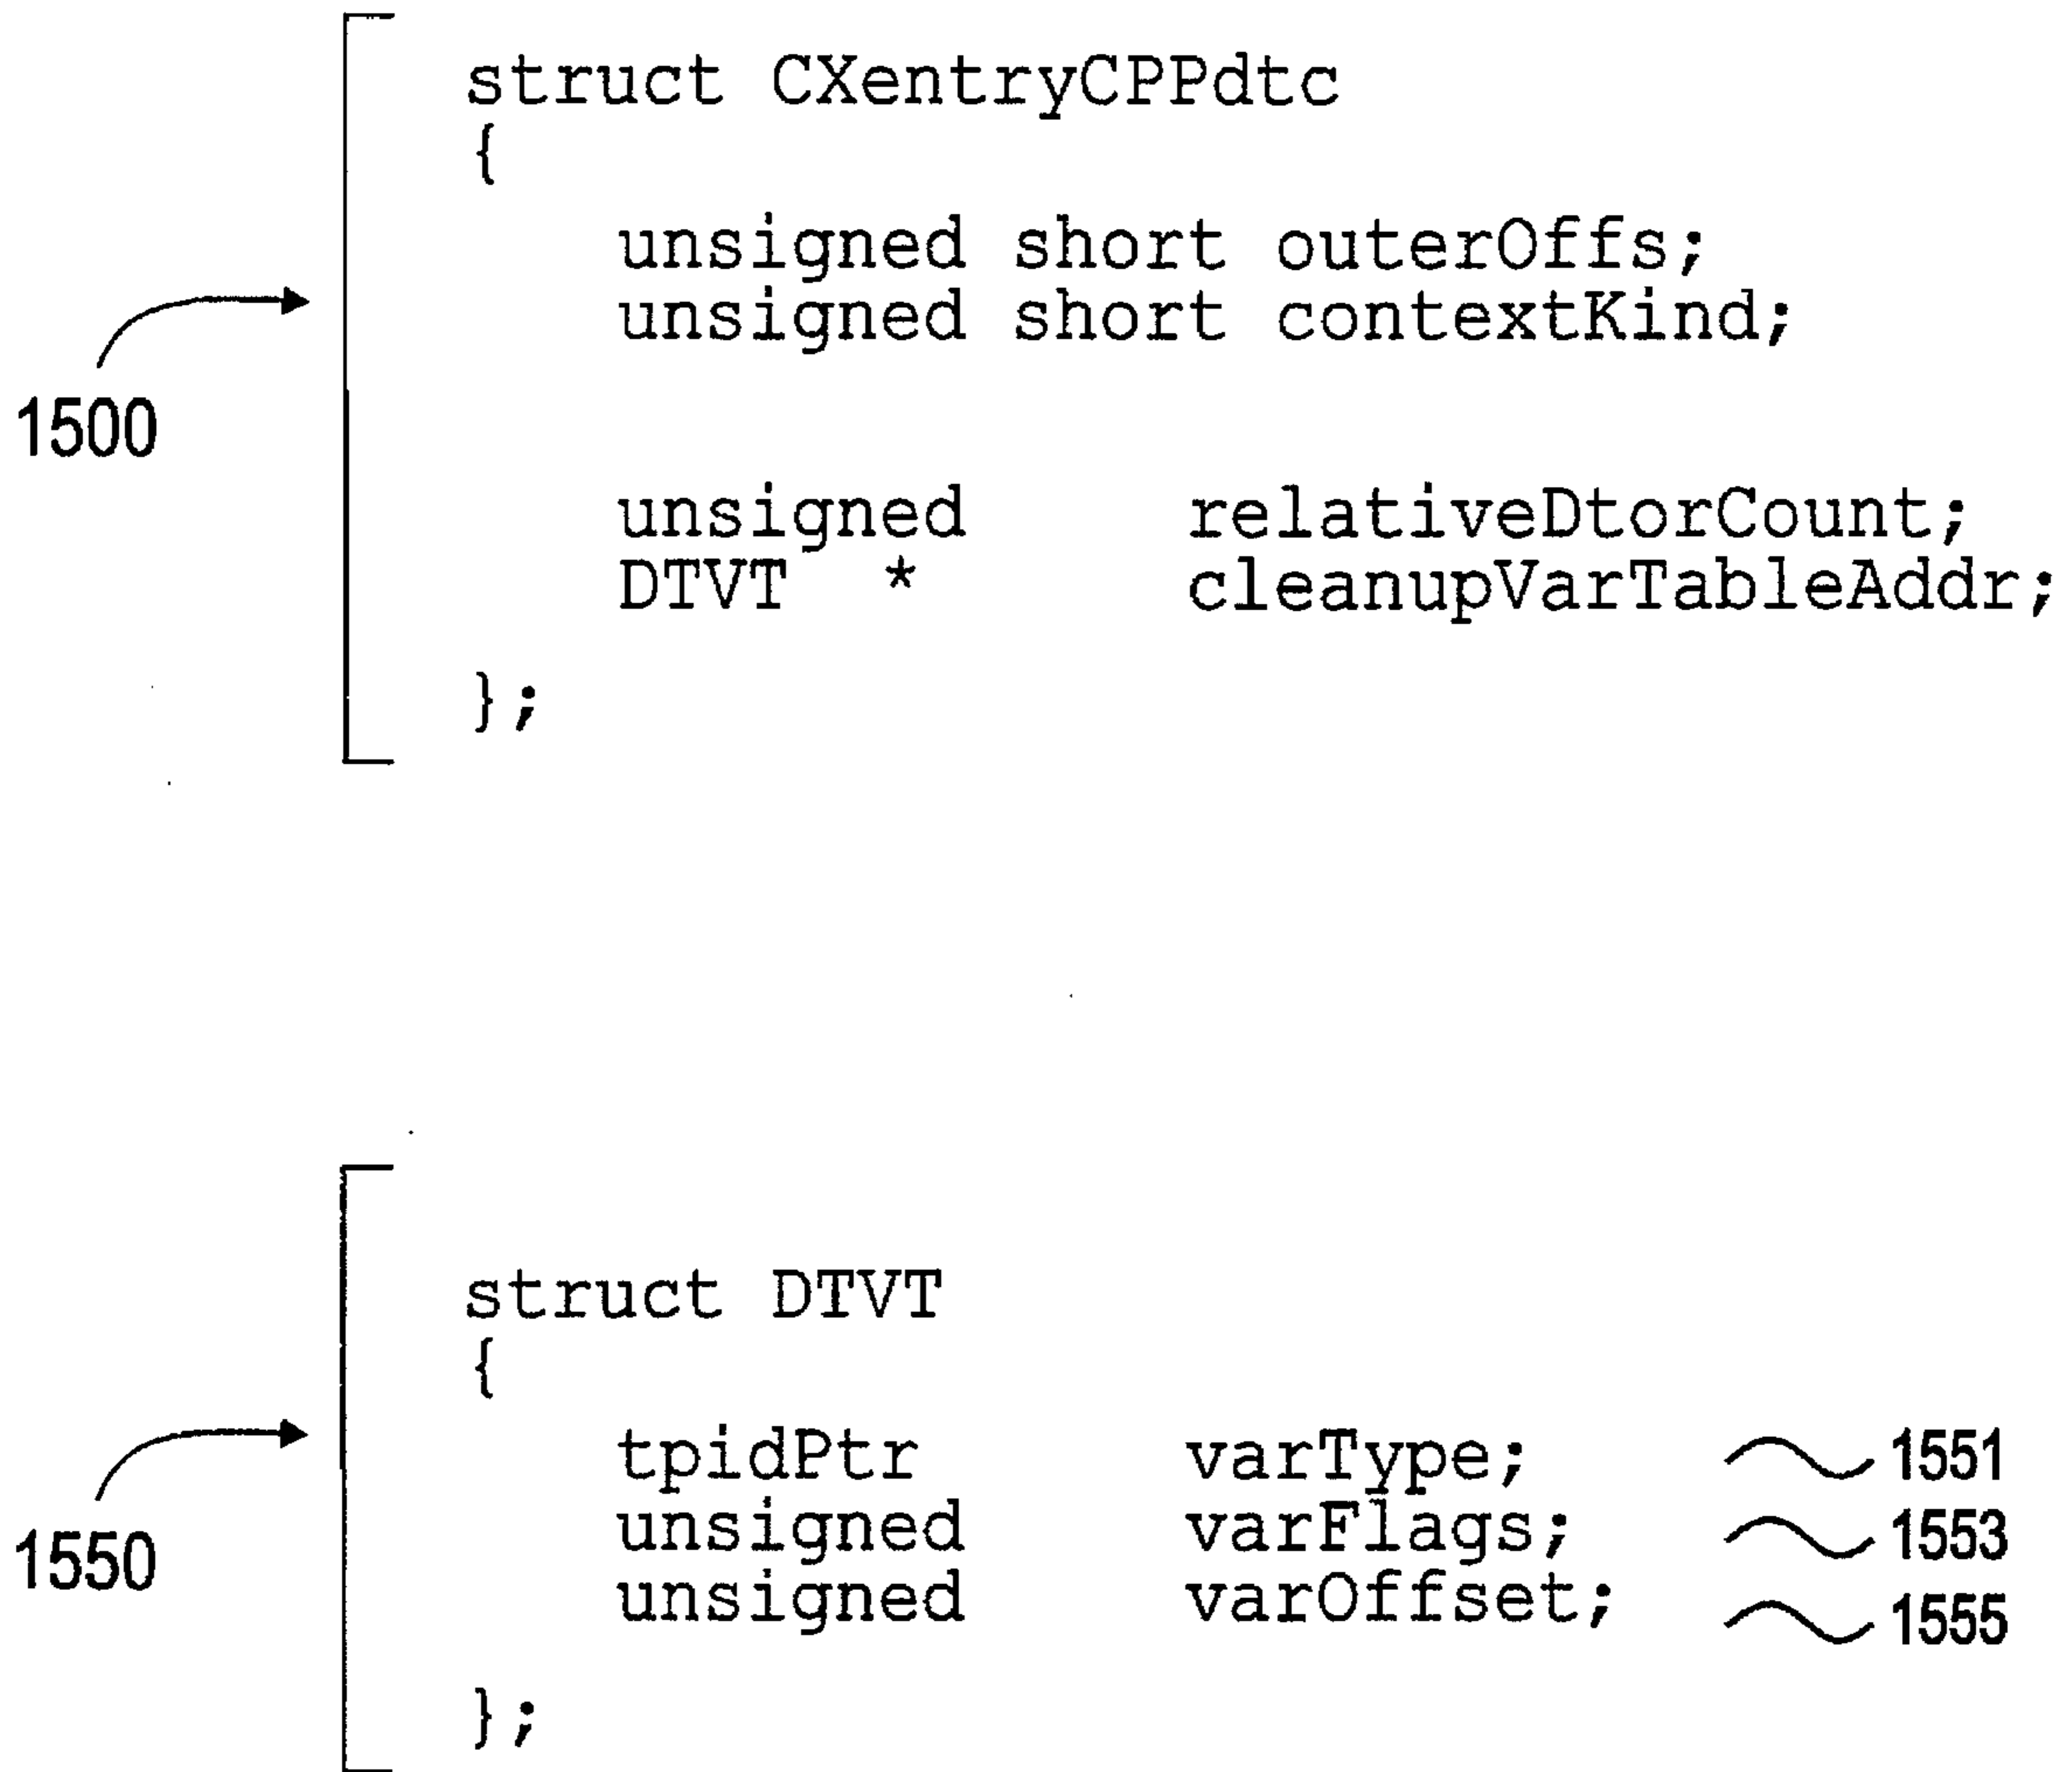 struct CXentryCPPdtc
{
unsigned short outerOffs;
unsigned short contextKind;
1500
unsigned relativeDtorCount;
DTVT * cleanupVarTableAddr;
};
struct DTVT
{
tpidPtr varType; 1551
unsigned varFlags; 1553
1550
unsigned varOffset; 1555
};